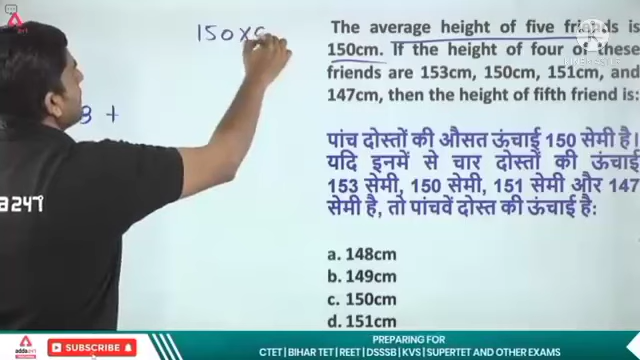 The average height of five friends is
150cm. If the height of four of these
friends are 153cm, 150cm, 151cm, and
147cm, then the height of fifth friend is:
पांच दोस्तों की औसत ऊंचाई 150 सेमी है।
यदि इनमें से चार दोस्तों की ऊंचाई
153 सेमी, 150 सेमी, 151 सेमी और 147
सेमी है, तो पांचवें दोस्त की ऊंचाई है:
a. 148cm
b. 149cm
c. 150cm
d. 151cm
150 x
3 +
a 247
SUBSCRIBE
PREPARING FOR
CTET | BIHAR TET | REET | DSSSB | KVS | SUPERTET AND OTHER EXAMS